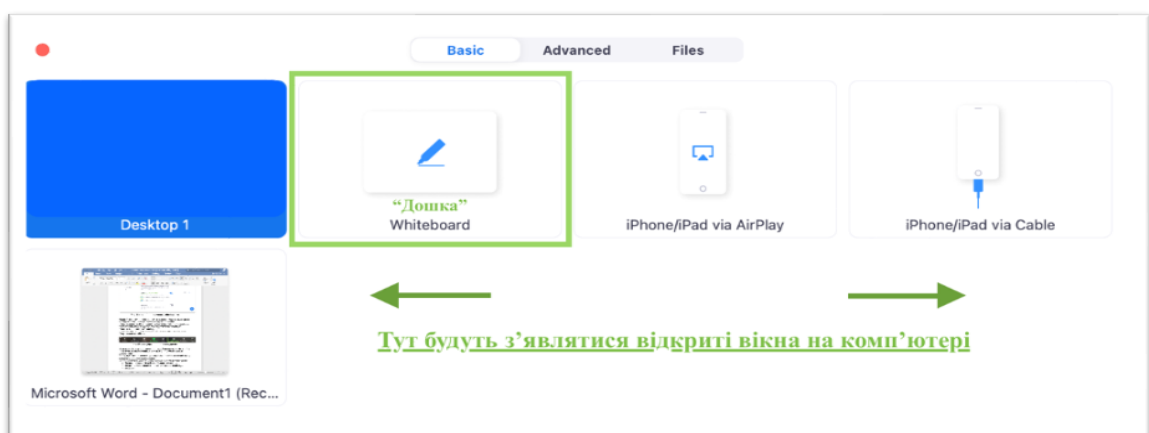 Basic Advanced Files
“Дошка”
Desktop 1 Whiteboard iPhone/iPad via AirPlay iPhone/iPad via Cable
Тут будуть з’являтися відкриті вікна на комп’ютері
Microsoft Word - Document1 (Rec...